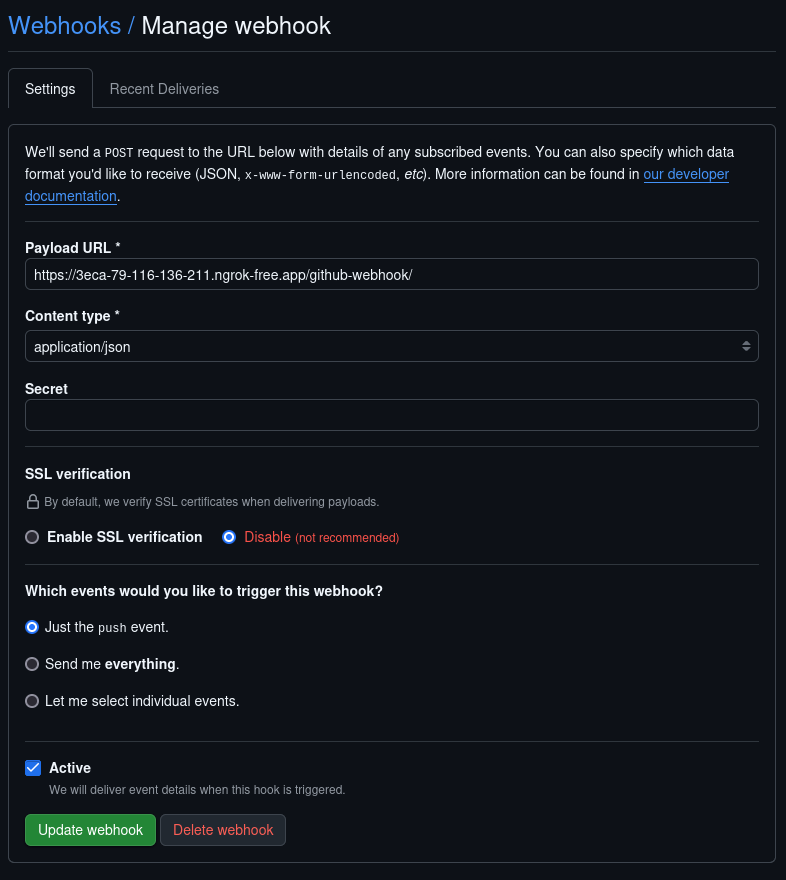 Webhooks / Manage webhook
Settings
Recent Deliveries
We'll send a POST request to the URL below with details of any subscribed events. You can also specify which data
format you'd like to receive (JSON, x-www-form-urlencoded, etc). More information can be found in our developer
documentation.
Payload URL *
https://3eca-79-116-136-211.ngrok-free.app/github-webhook/
Content type *
application/json
Secret
SSL verification
By default, we verify SSL certificates when delivering payloads.
Enable SSL verification
Disable (not recommended)
Which events would you like to trigger this webhook?
Just the push event.
Send me everything.
Let me select individual events.
Active
We will deliver event details when this hook is triggered.
Update webhook
Delete webhook